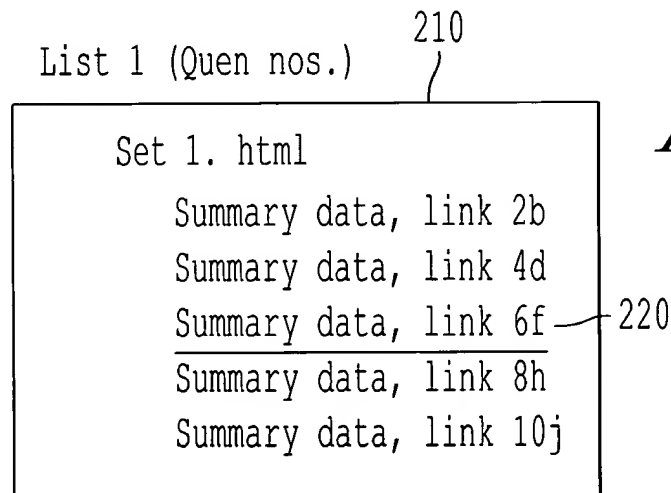 210
List 1 (Quen nos.)
Set 1. html
Summary data, link 2b
Summary data, link 4d
Summary data, link 6f
220
Summary data, link 8h
Summary data, link 10j